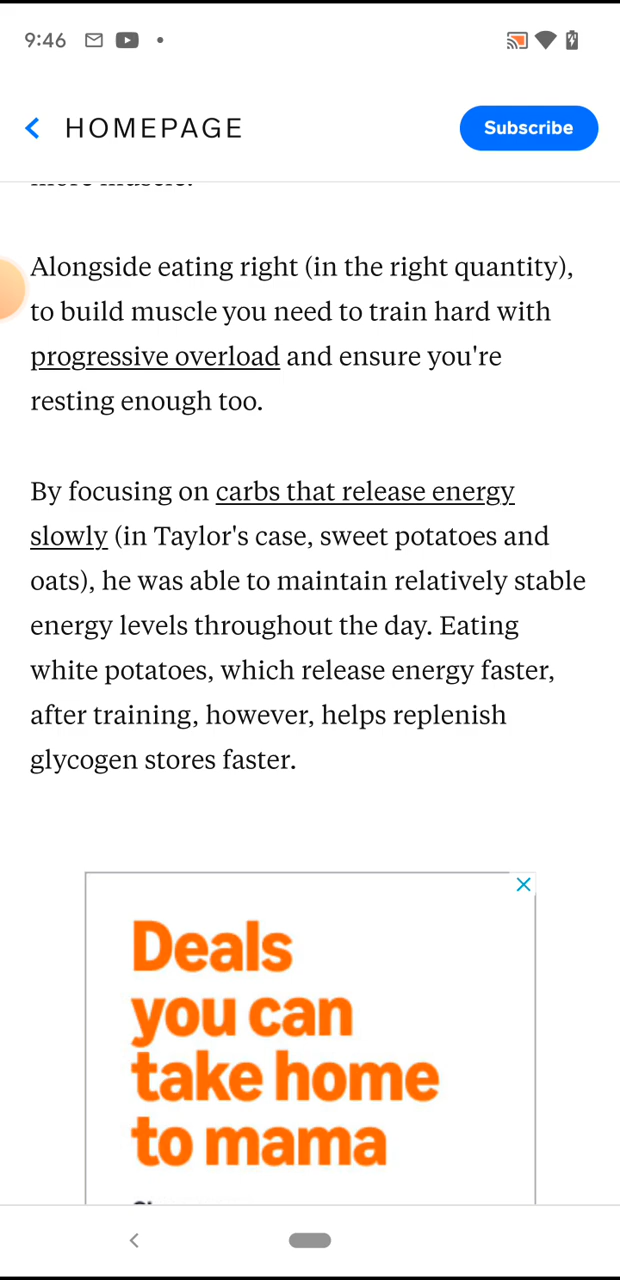 9:46
HOMEPAGE
Subscribe
Alongside eating right (in the right quantity),
to build muscle you need to train hard with
progressive overload and ensure you're
resting enough too.
By focusing on carbs that release energy
slowly (in Taylor's case, sweet potatoes and
oats), he was able to maintain relatively stable
energy levels throughout the day. Eating
white potatoes, which release energy faster,
after training, however, helps replenish
glycogen stores faster.
Deals
you can
take home
to mama